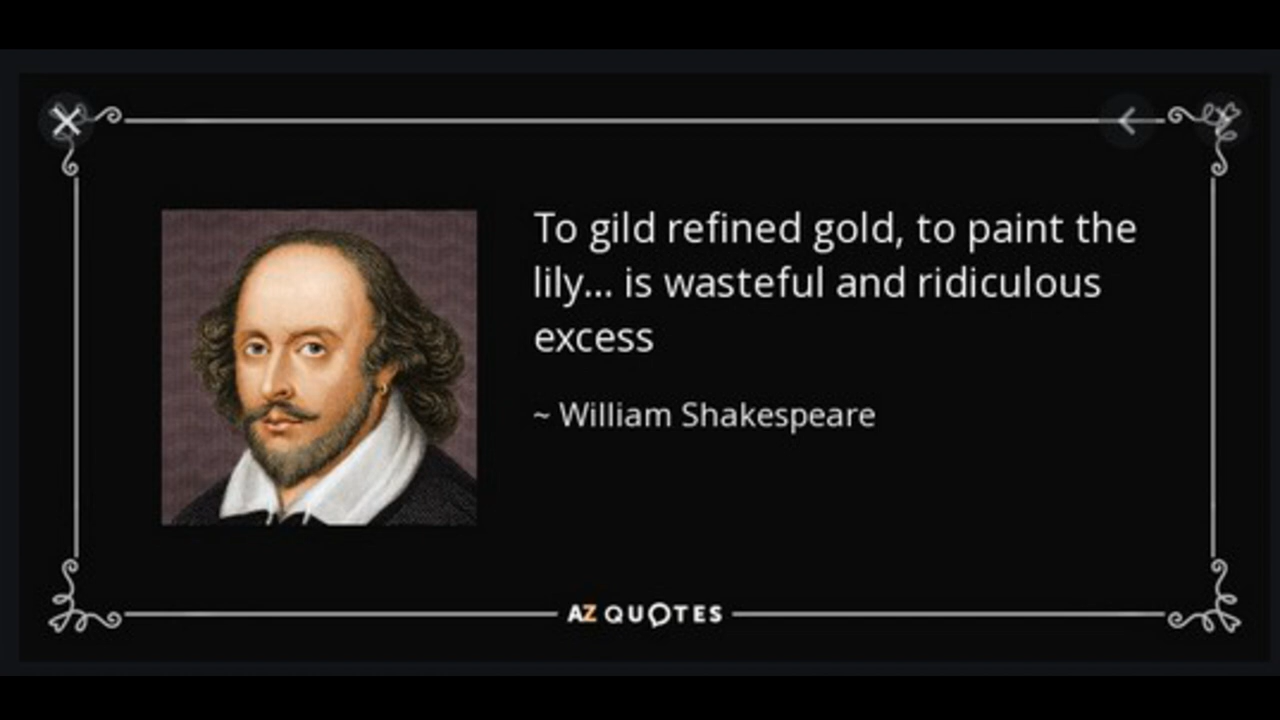 To gild refined gold, to paint the
lily... is wasteful and ridiculous
excess
~ William Shakespeare
AZ QUOTES